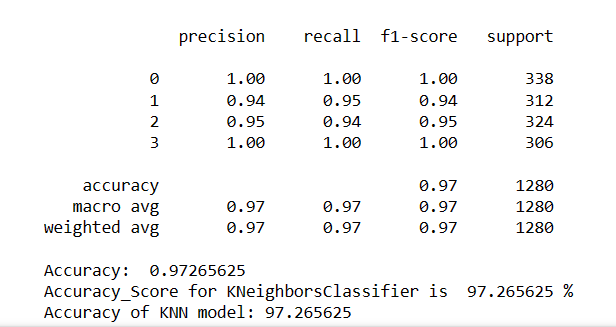 precision recall f1-score support
0 1.00 1.00 1.00 338
1 0.94 0.95 0.94 312
2 0.95 0.94 0.95 324
3 1.00 1.00 1.00 306
accuracy 0.97 1280
macro avg 0.97 0.97 0.97 1280
weighted avg 0.97 0.97 0.97 1280
Accuracy: 0.97265625
Accuracy_Score for KNeighborsClassifier is 97.265625 %
Accuracy of KNN model: 97.265625